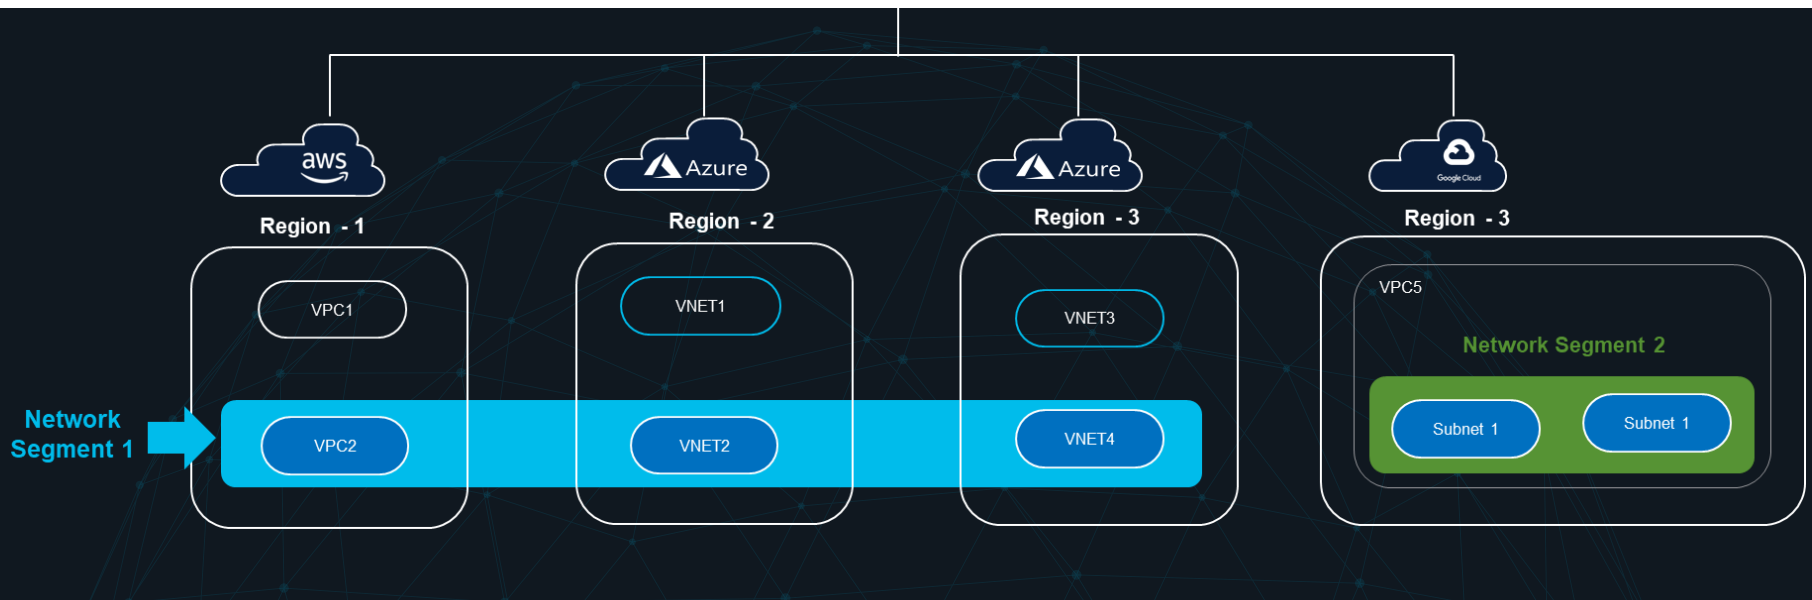 aws
Azure
Azure
Google Cloud
Region - 1
Region - 2
Region - 3
Region - 3
VPC1
VNET1
VNET3
VPC5
Network Segment 2
Network
Segment 1
VPC2
VNET2
VNET4
Subnet 1
Subnet 1